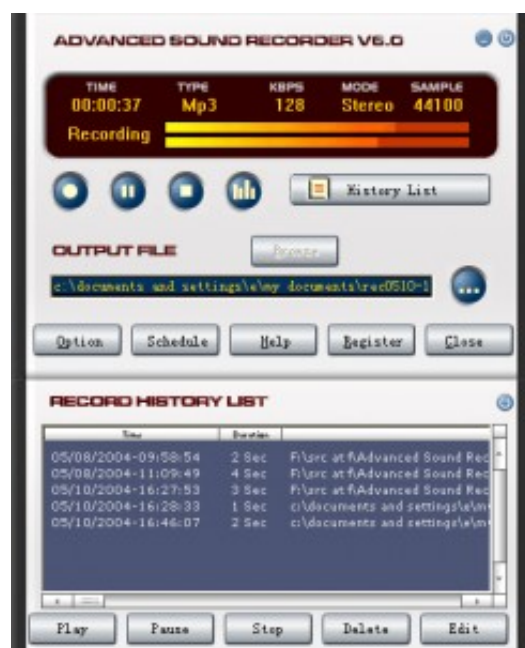 ADVANCED SOUND RECORDER V6.0
TIME TYPE KBPS MODE SAMPLE
00:00:37 Mp3 128 Stereo 44100
Recording
History List
OUTPUT FILE
c:\documents and settings\e\my documents\rec0510-1
...
Option Schedule Help Register Close
RECORD HISTORY LIST
Time Duration
05/08/2004-09:58:54 2 Sec F:\src at f\Advanced Sound Rec
05/08/2004-11:09:49 4 Sec F:\src at f\Advanced Sound Rec
05/10/2004-16:27:53 3 Sec F:\src at f\Advanced Sound Rec
05/10/2004-16:28:33 1 Sec c:\documents and settings\e\my
05/10/2004-16:46:07 2 Sec c:\documents and settings\e\my
Play Pause Stop Delete Edit